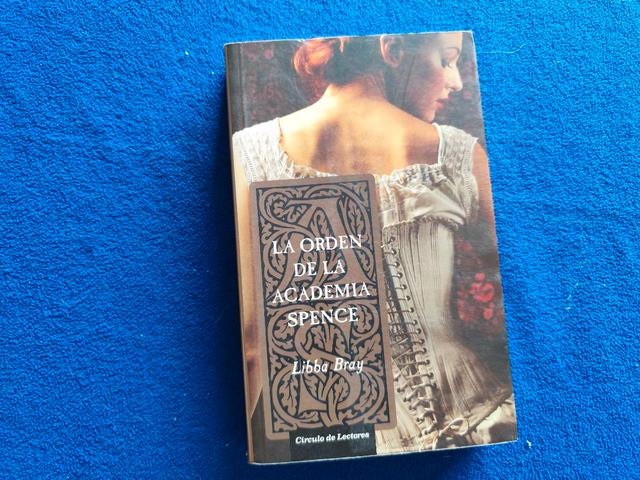 LA ORDEN
DE LA
ACADEMIA
SPENCE
Libba Bray
Círculo de Lectores